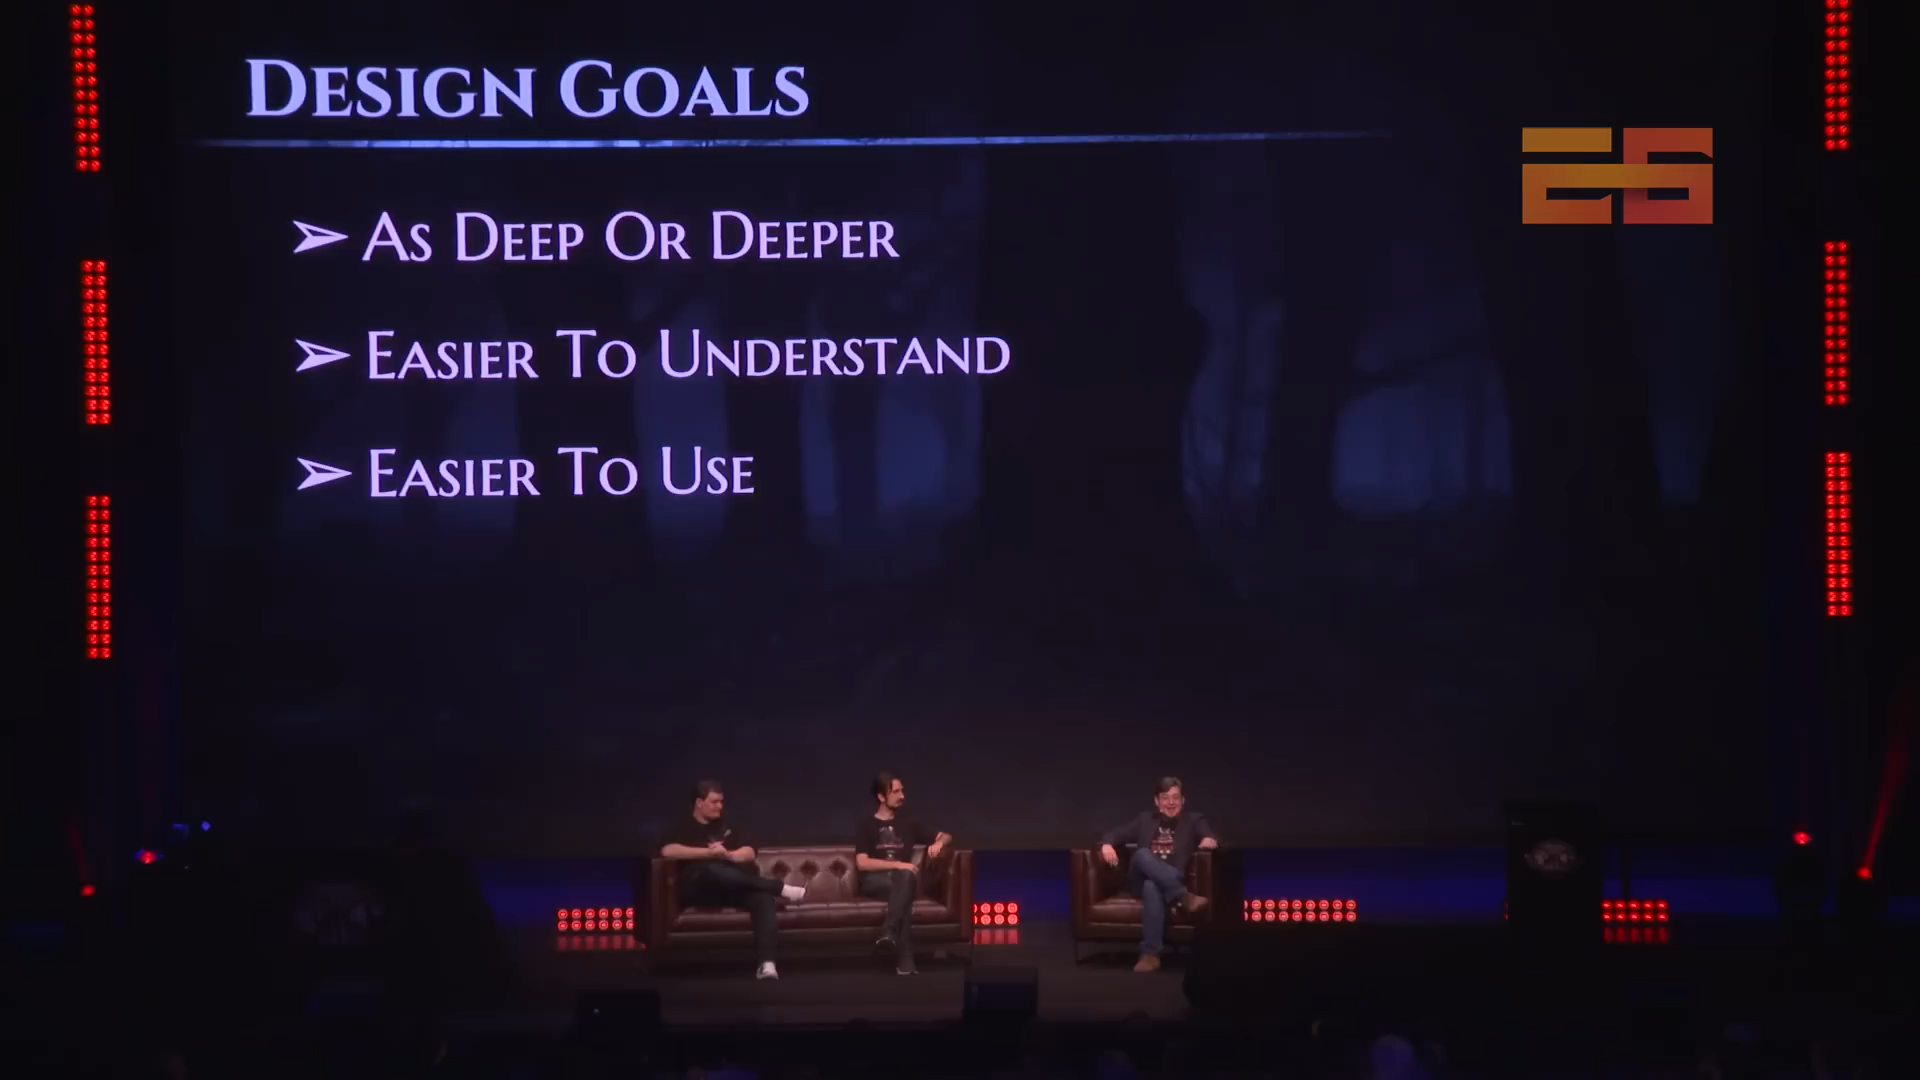 DESIGN GOALS
➢ AS DEEP OR DEEPER
➢ EASIER TO UNDERSTAND
➢ EASIER TO USE